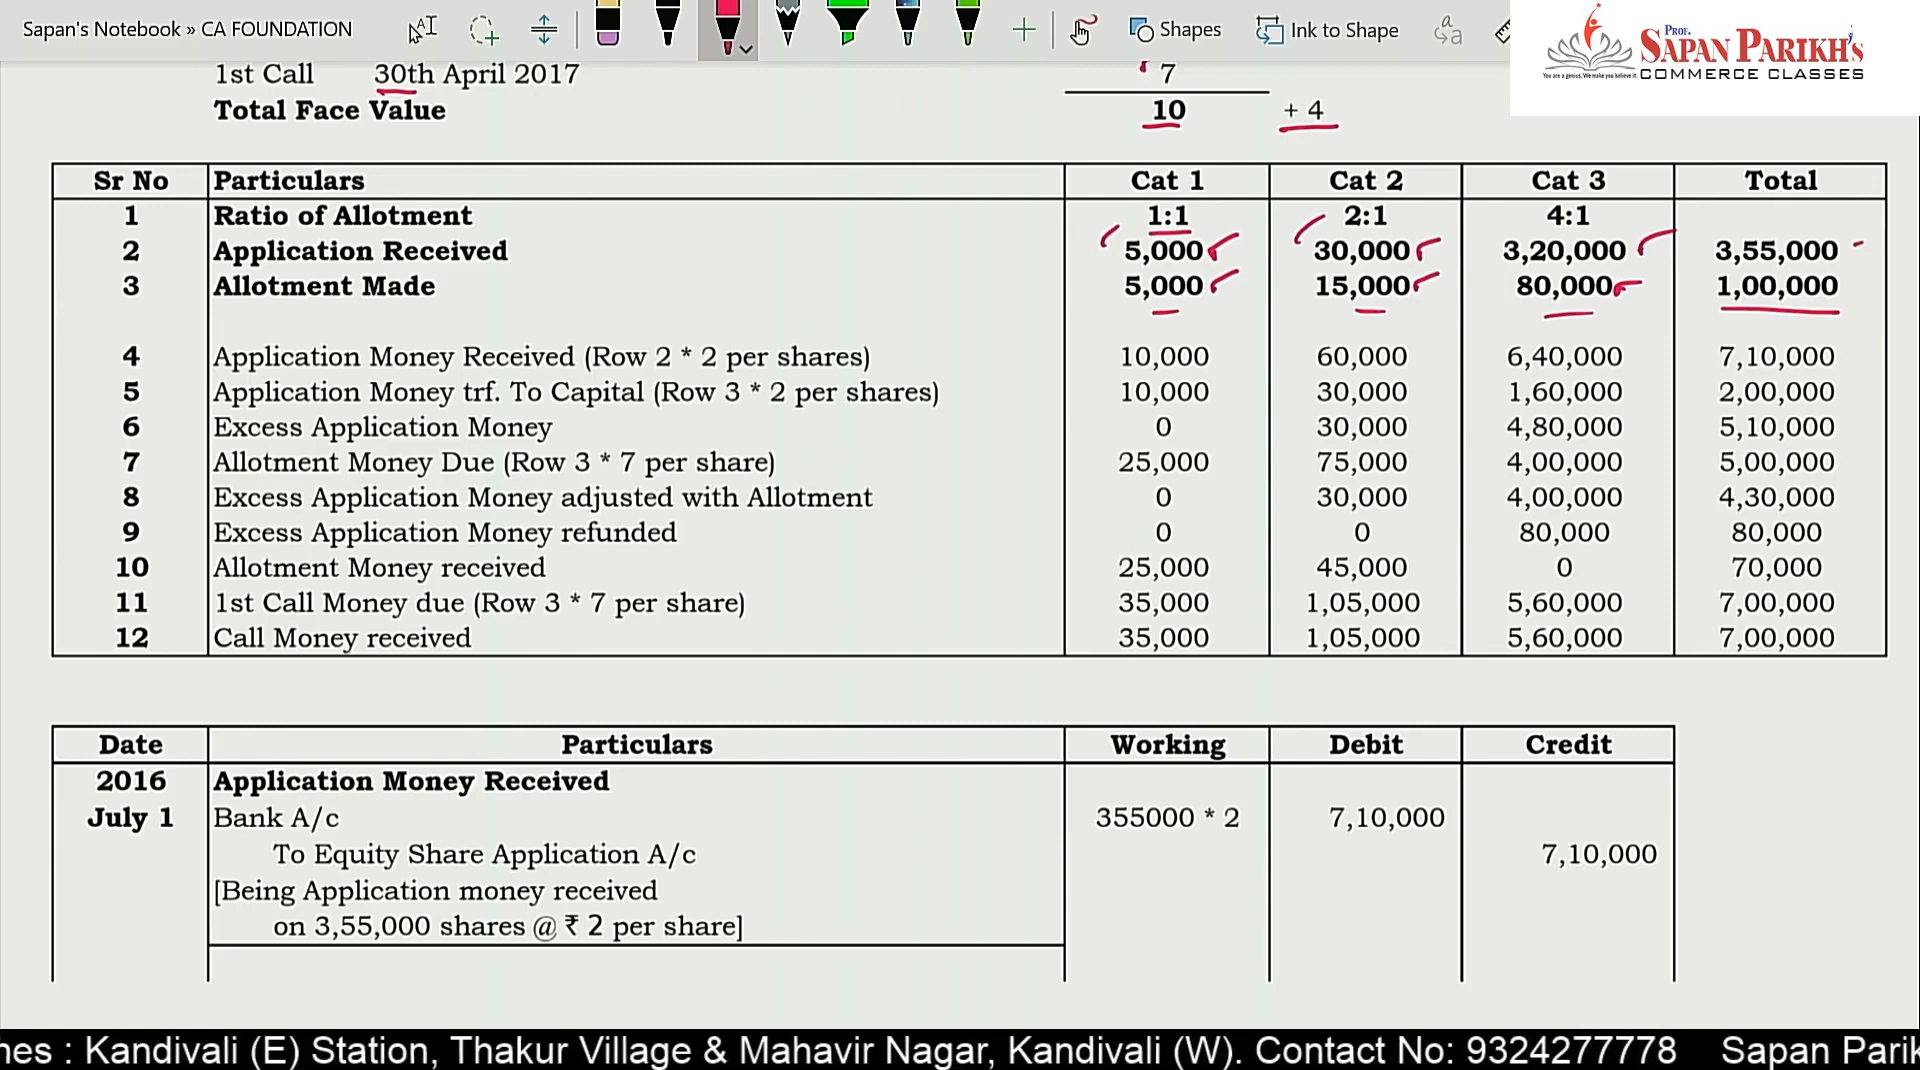 Sapan's Notebook » CA FOUNDATION
Shapes
Ink to Shape
PROF.
SAPAN PARIKH'S
You are a genius, We make you believe it.
COMMERCE CLASSES
1st Call 30th April 2017 7
Total Face Value 10 + 4
Sr No Particulars Cat 1 Cat 2 Cat 3 Total
1 Ratio of Allotment 1:1 2:1 4:1
2 Application Received 5,000 30,000 3,20,000 3,55,000
3 Allotment Made 5,000 15,000 80,000 1,00,000
4 Application Money Received (Row 2 * 2 per shares) 10,000 60,000 6,40,000 7,10,000
5 Application Money trf. To Capital (Row 3 * 2 per shares) 10,000 30,000 1,60,000 2,00,000
6 Excess Application Money 0 30,000 4,80,000 5,10,000
7 Allotment Money Due (Row 3 * 7 per share) 25,000 75,000 4,00,000 5,00,000
8 Excess Application Money adjusted with Allotment 0 30,000 4,00,000 4,30,000
9 Excess Application Money refunded 0 0 80,000 80,000
10 Allotment Money received 25,000 45,000 0 70,000
11 1st Call Money due (Row 3 * 7 per share) 35,000 1,05,000 5,60,000 7,00,000
12 Call Money received 35,000 1,05,000 5,60,000 7,00,000
Date Particulars Working Debit Credit
2016 Application Money Received
July 1 Bank A/c 355000 * 2 7,10,000
To Equity Share Application A/c 7,10,000
[Being Application money received
on 3,55,000 shares @ ₹ 2 per share]
hes : Kandivali (E) Station, Thakur Village & Mahavir Nagar, Kandivali (W). Contact No: 9324277778 Sapan Parik